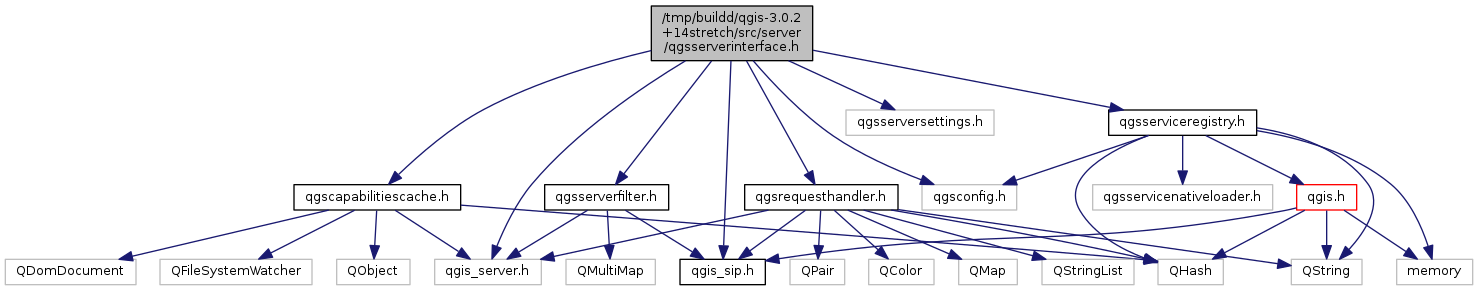 /tmp/buildd/qgis-3.0.2
+14stretch/src/server
/qgsserverinterface.h
qgsserversettings.h
qgsserviceregistry.h
qgscapabilitiescache.h
qgsserverfilter.h
qgsrequesthandler.h
qgsconfig.h
qgsservicenativeloader.h
qgis.h
QDomDocument
QFileSystemWatcher
QObject
qgis_server.h
QMultiMap
qgis_sip.h
QPair
QColor
QMap
QStringList
QHash
QString
memory